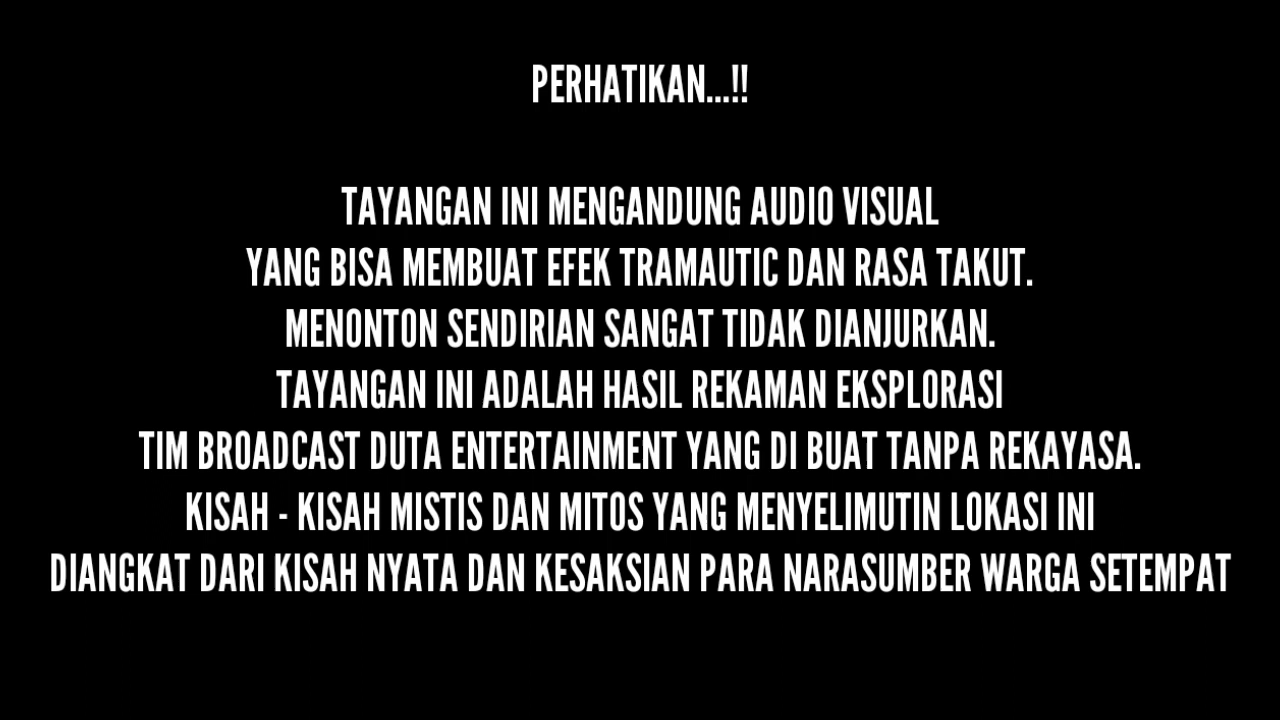 PERHATIKAN...!!
TAYANGAN INI MENGANDUNG AUDIO VISUAL
YANG BISA MEMBUAT EFEK TRAMAUTIC DAN RASA TAKUT.
MENONTON SENDIRIAN SANGAT TIDAK DIANJURKAN.
TAYANGAN INI ADALAH HASIL REKAMAN EKSPLORASI
TIM BROADCAST DUTA ENTERTAINMENT YANG DI BUAT TANPA REKAYASA.
KISAH - KISAH MISTIS DAN MITOS YANG MENYELIMUTIN LOKASI INI
DIANGKAT DARI KISAH NYATA DAN KESAKSIAN PARA NARASUMBER WARGA SETEMPAT